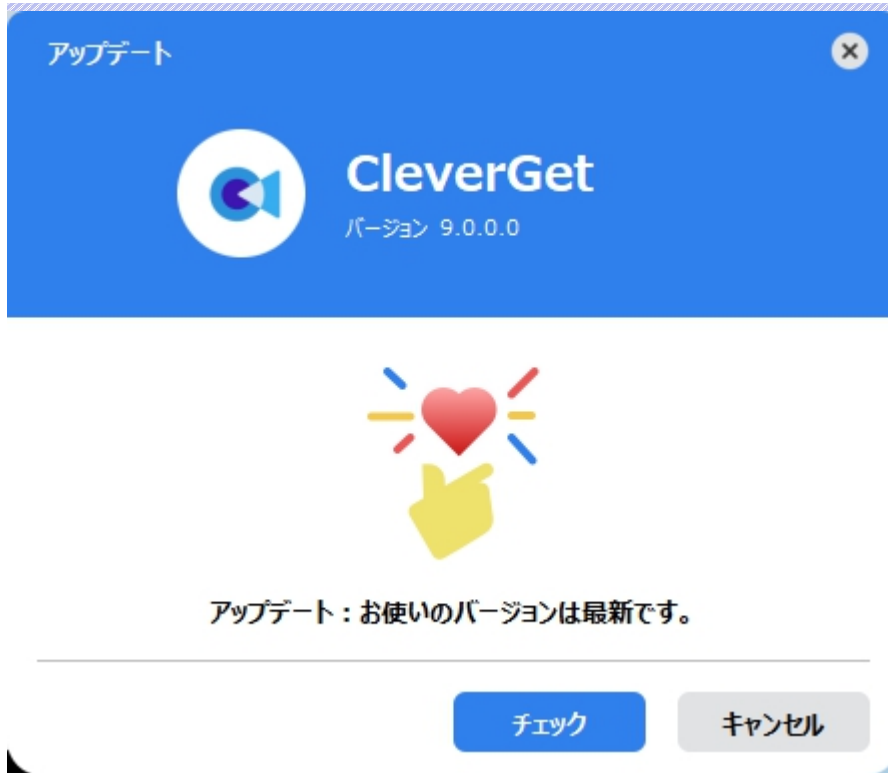 アップデート
CleverGet
バージョン 9.0.0.0
アップデート：お使いのバージョンは最新です。
チェック
キャンセル